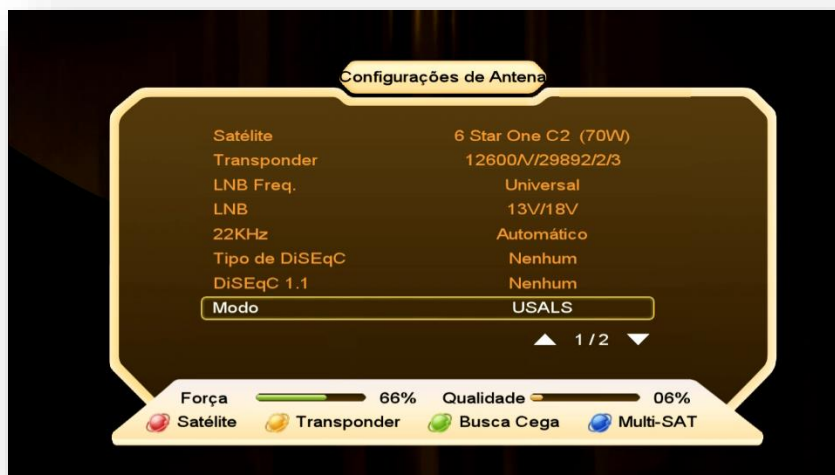 Configurações de Antena
Satélite 6 Star One C2 (70W)
Transponder 12600/V/29892/2/3
LNB Freq. Universal
LNB 13V/18V
22KHz Automático
Tipo de DiSEqC Nenhum
DiSEqC 1.1 Nenhum
Modo USALS
1/2
Força 66% Qualidade 06%
Satélite Transponder Busca Cega Multi-SAT